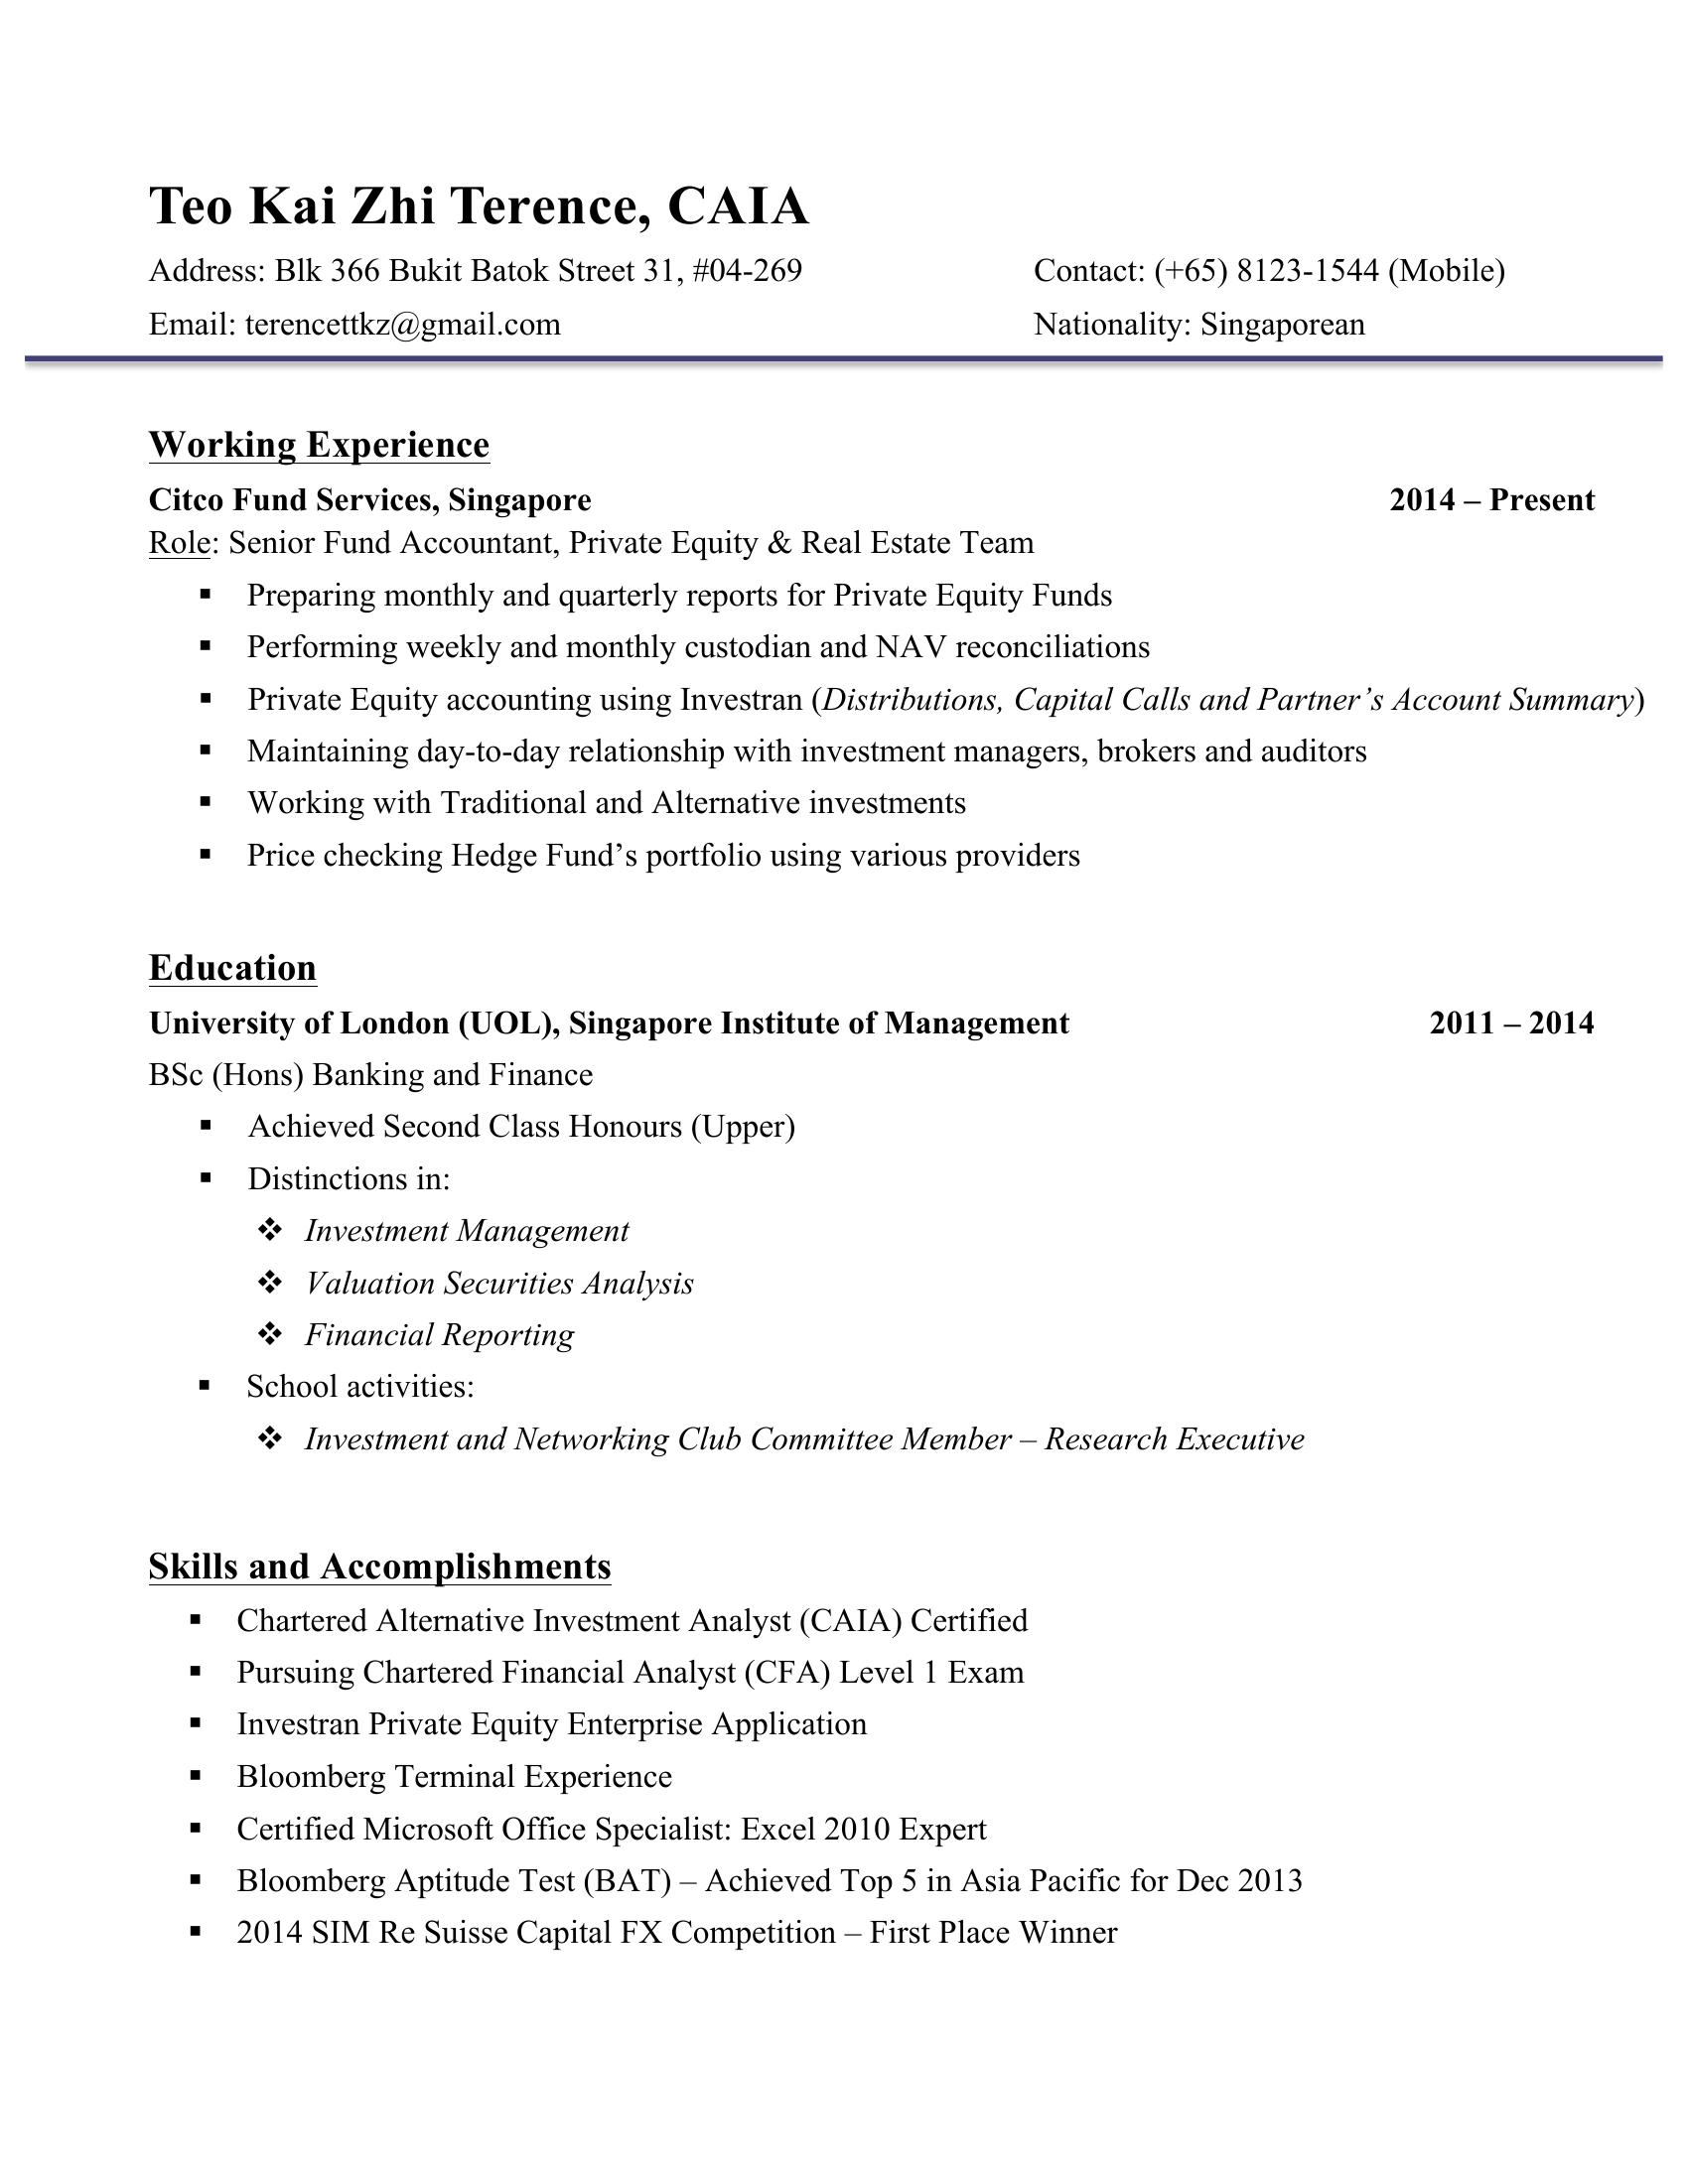 Teo Kai Zhi Terence, CAIA
Address: Blk 366 Bukit Batok Street 31, #04-269 Contact: (+65) 8123-1544 (Mobile)
Email: terencettkz@gmail.com Nationality: Singaporean
Working Experience
Citco Fund Services, Singapore 2014 – Present
Role: Senior Fund Accountant, Private Equity & Real Estate Team
▪ Preparing monthly and quarterly reports for Private Equity Funds
▪ Performing weekly and monthly custodian and NAV reconciliations
▪ Private Equity accounting using Investran (Distributions, Capital Calls and Partner’s Account Summary)
▪ Maintaining day-to-day relationship with investment managers, brokers and auditors
▪ Working with Traditional and Alternative investments
▪ Price checking Hedge Fund’s portfolio using various providers
Education
University of London (UOL), Singapore Institute of Management 2011 – 2014
BSc (Hons) Banking and Finance
▪ Achieved Second Class Honours (Upper)
▪ Distinctions in:
❖ Investment Management
❖ Valuation Securities Analysis
❖ Financial Reporting
▪ School activities:
❖ Investment and Networking Club Committee Member – Research Executive
Skills and Accomplishments
▪ Chartered Alternative Investment Analyst (CAIA) Certified
▪ Pursuing Chartered Financial Analyst (CFA) Level 1 Exam
▪ Investran Private Equity Enterprise Application
▪ Bloomberg Terminal Experience
▪ Certified Microsoft Office Specialist: Excel 2010 Expert
▪ Bloomberg Aptitude Test (BAT) – Achieved Top 5 in Asia Pacific for Dec 2013
▪ 2014 SIM Re Suisse Capital FX Competition – First Place Winner